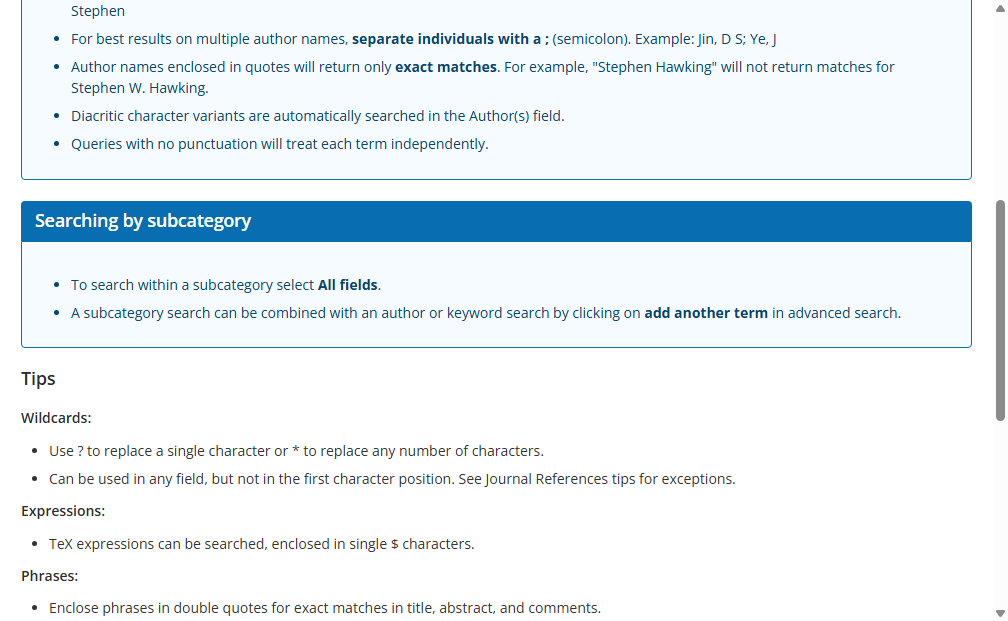 Stephen
For best results on multiple author names, separate individuals with a ; (semicolon). Example: Jin, D S; Ye, J
Author names enclosed in quotes will return only exact matches. For example, "Stephen Hawking" will not return matches for
Stephen W. Hawking.
Diacritic character variants are automatically searched in the Author(s) field.
Queries with no punctuation will treat each term independently.
Searching by subcategory
To search within a subcategory select All fields.
A subcategory search can be combined with an author or keyword search by clicking on add another term in advanced search.
Tips
Wildcards:
Use ? to replace a single character or * to replace any number of characters.
Can be used in any field, but not in the first character position. See Journal References tips for exceptions.
Expressions:
TeX expressions can be searched, enclosed in single $ characters.
Phrases:
Enclose phrases in double quotes for exact matches in title, abstract, and comments.